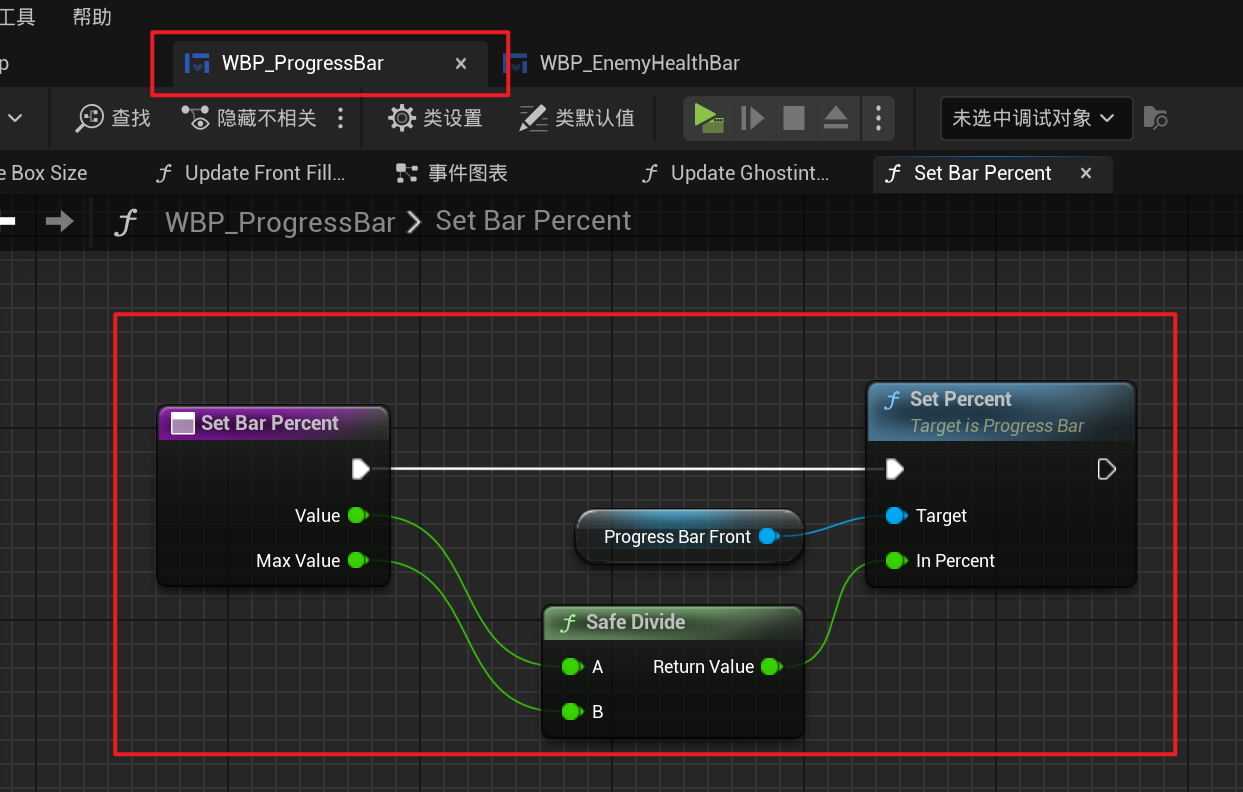 工具 帮助
p WBP_ProgressBar WBP_EnemyHealthBar
查找 隐藏不相关 类设置 类默认值 未选中调试对象
e Box Size Update Front Fill... 事件图表 Update Ghostint... Set Bar Percent
WBP_ProgressBar > Set Bar Percent
Set Bar Percent
Value
Max Value
Progress Bar Front
Safe Divide
A Return Value
B
Set Percent
Target is Progress Bar
Target
In Percent